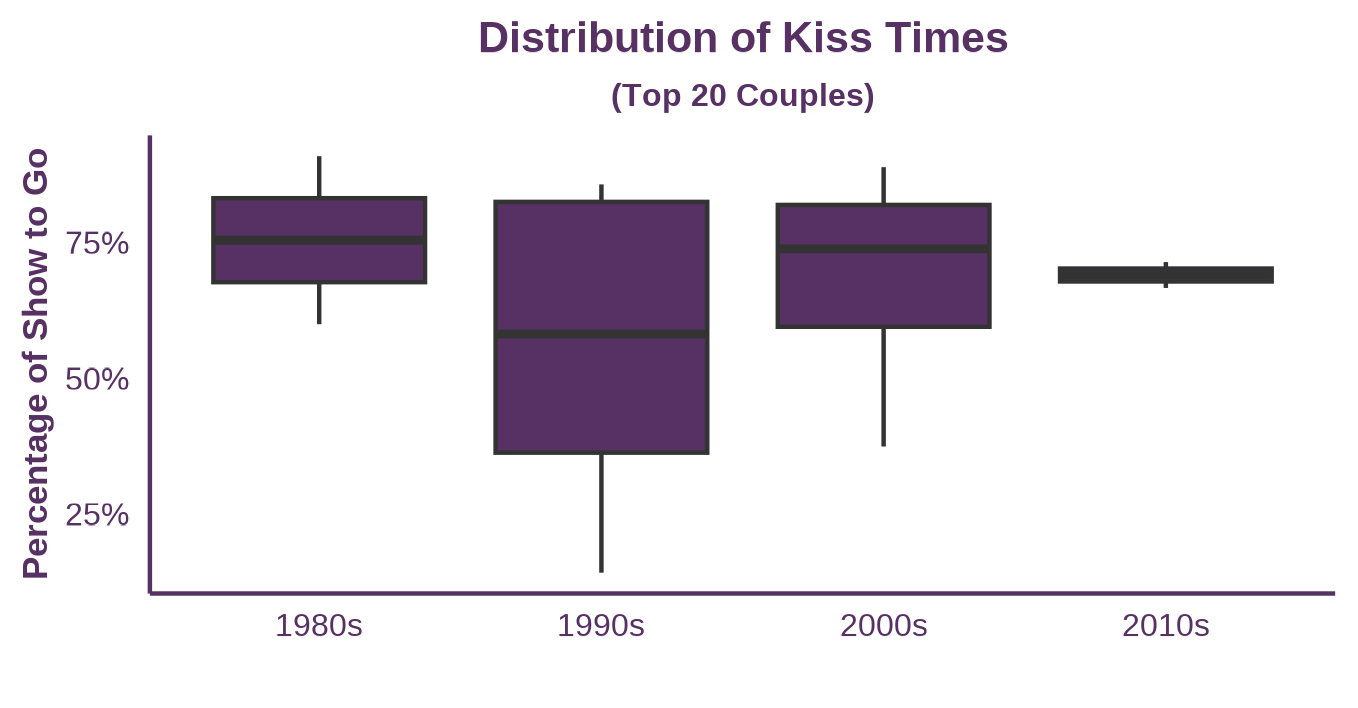 Distribution of Kiss Times
(Top 20 Couples)
Percentage of Show to Go
75%
50%
25%
1980s 1990s 2000s 2010s